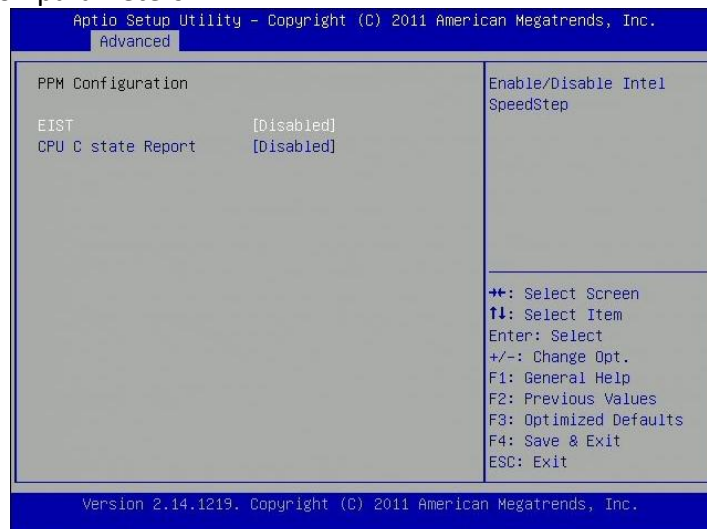 Aptio Setup Utility – Copyright (C) 2011 American Megatrends, Inc.
Advanced
PPM Configuration
EIST [Disabled]
CPU C state Report [Disabled]
Enable/Disable Intel
SpeedStep
→←: Select Screen
↑↓: Select Item
Enter: Select
+/-: Change Opt.
F1: General Help
F2: Previous Values
F3: Optimized Defaults
F4: Save & Exit
ESC: Exit
Version 2.14.1219. Copyright (C) 2011 American Megatrends, Inc.